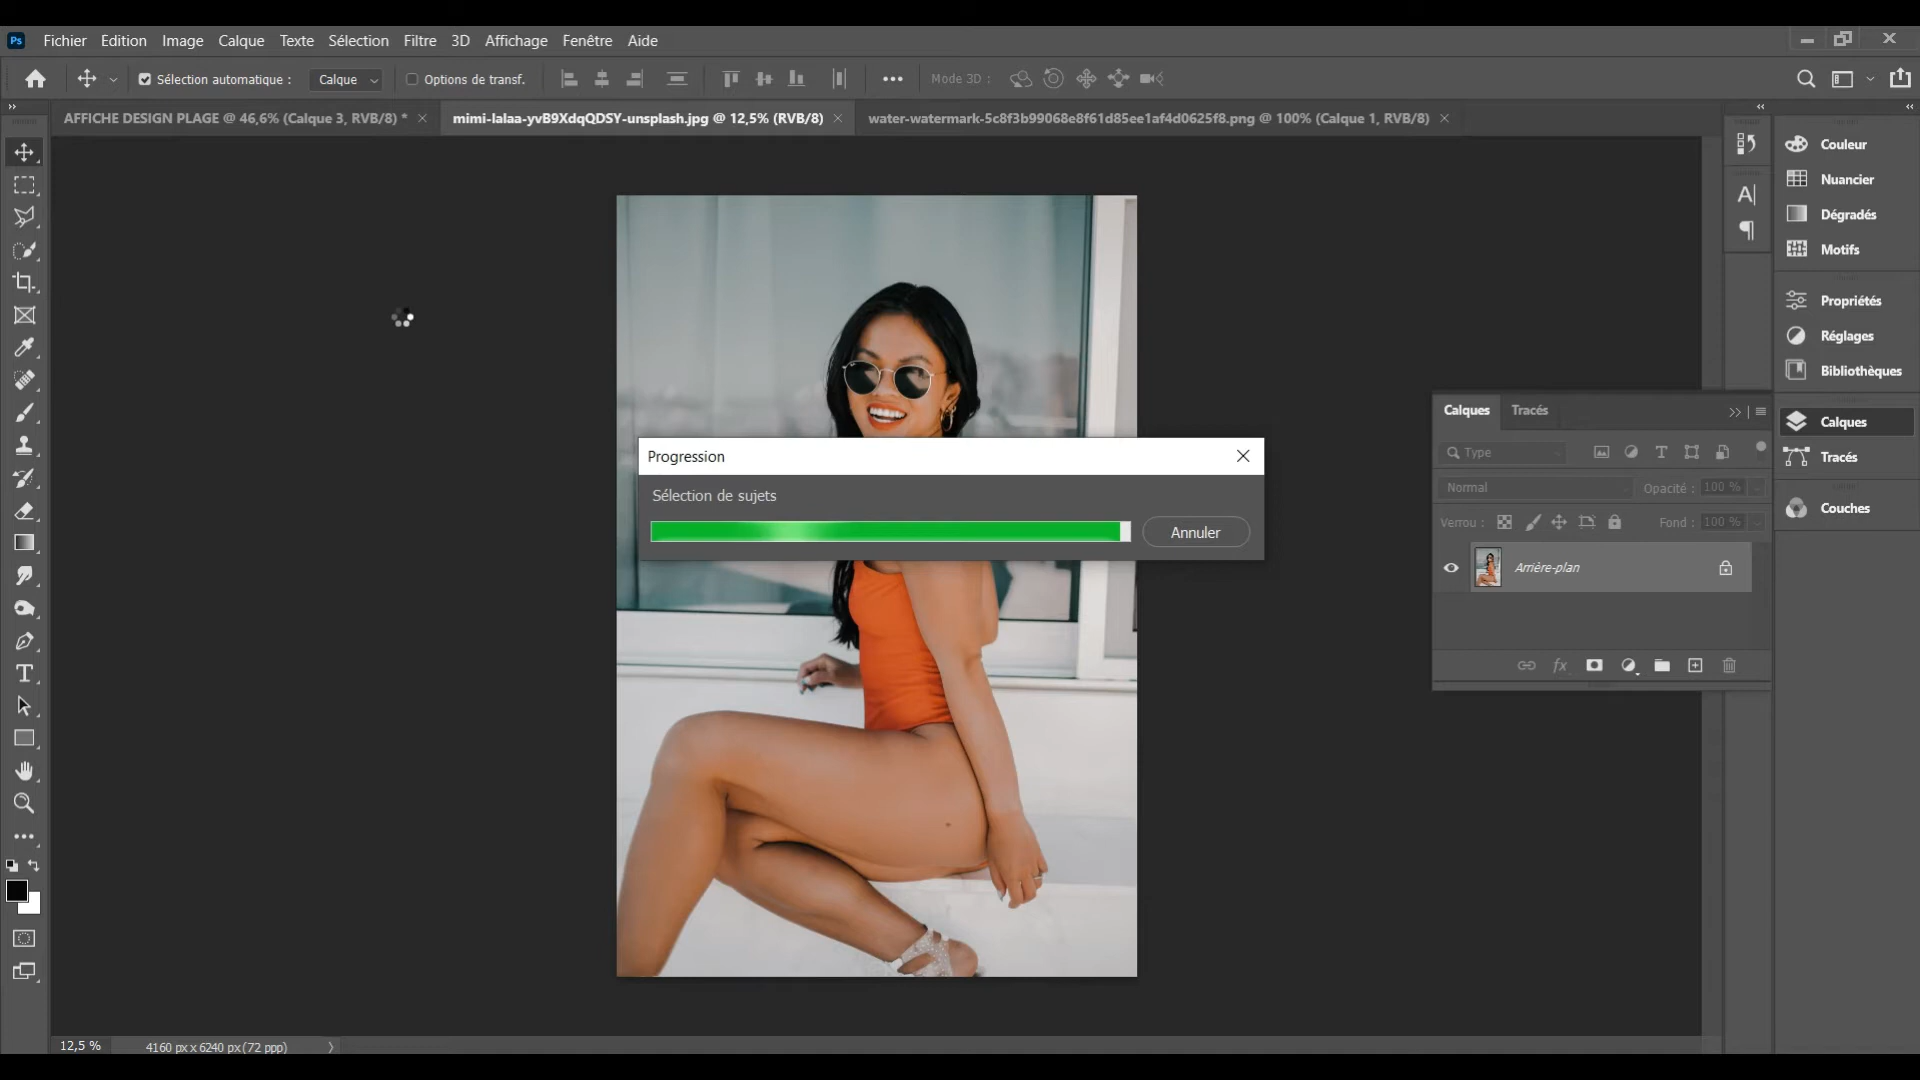 Ps Fichier Edition Image Calque Texte Sélection Filtre 3D Affichage Fenêtre Aide
Sélection automatique : Calque Options de transf. Mode 3D :
AFFICHE DESIGN PLAGE @ 46,6% (Calque 3, RVB/8) * mimi-lalaa-yvB9XdqQDSY-unsplash.jpg @ 12,5% (RVB/8) water-watermark-5c8f3b99068e8f61d85ee1af4d0625f8.png @ 100% (Calque 1, RVB/8)
Couleur
Nuancier
Dégradés
Motifs
Propriétés
Réglages
Bibliothèques
Calques
Tracés
Couches
Calques Tracés
Type
Normal Opacité : 100 %
Verrou : Fond : 100 %
Arrière-plan
Progression
Sélection de sujets
Annuler
12,5 % 4160 px x 6240 px (72 ppp)